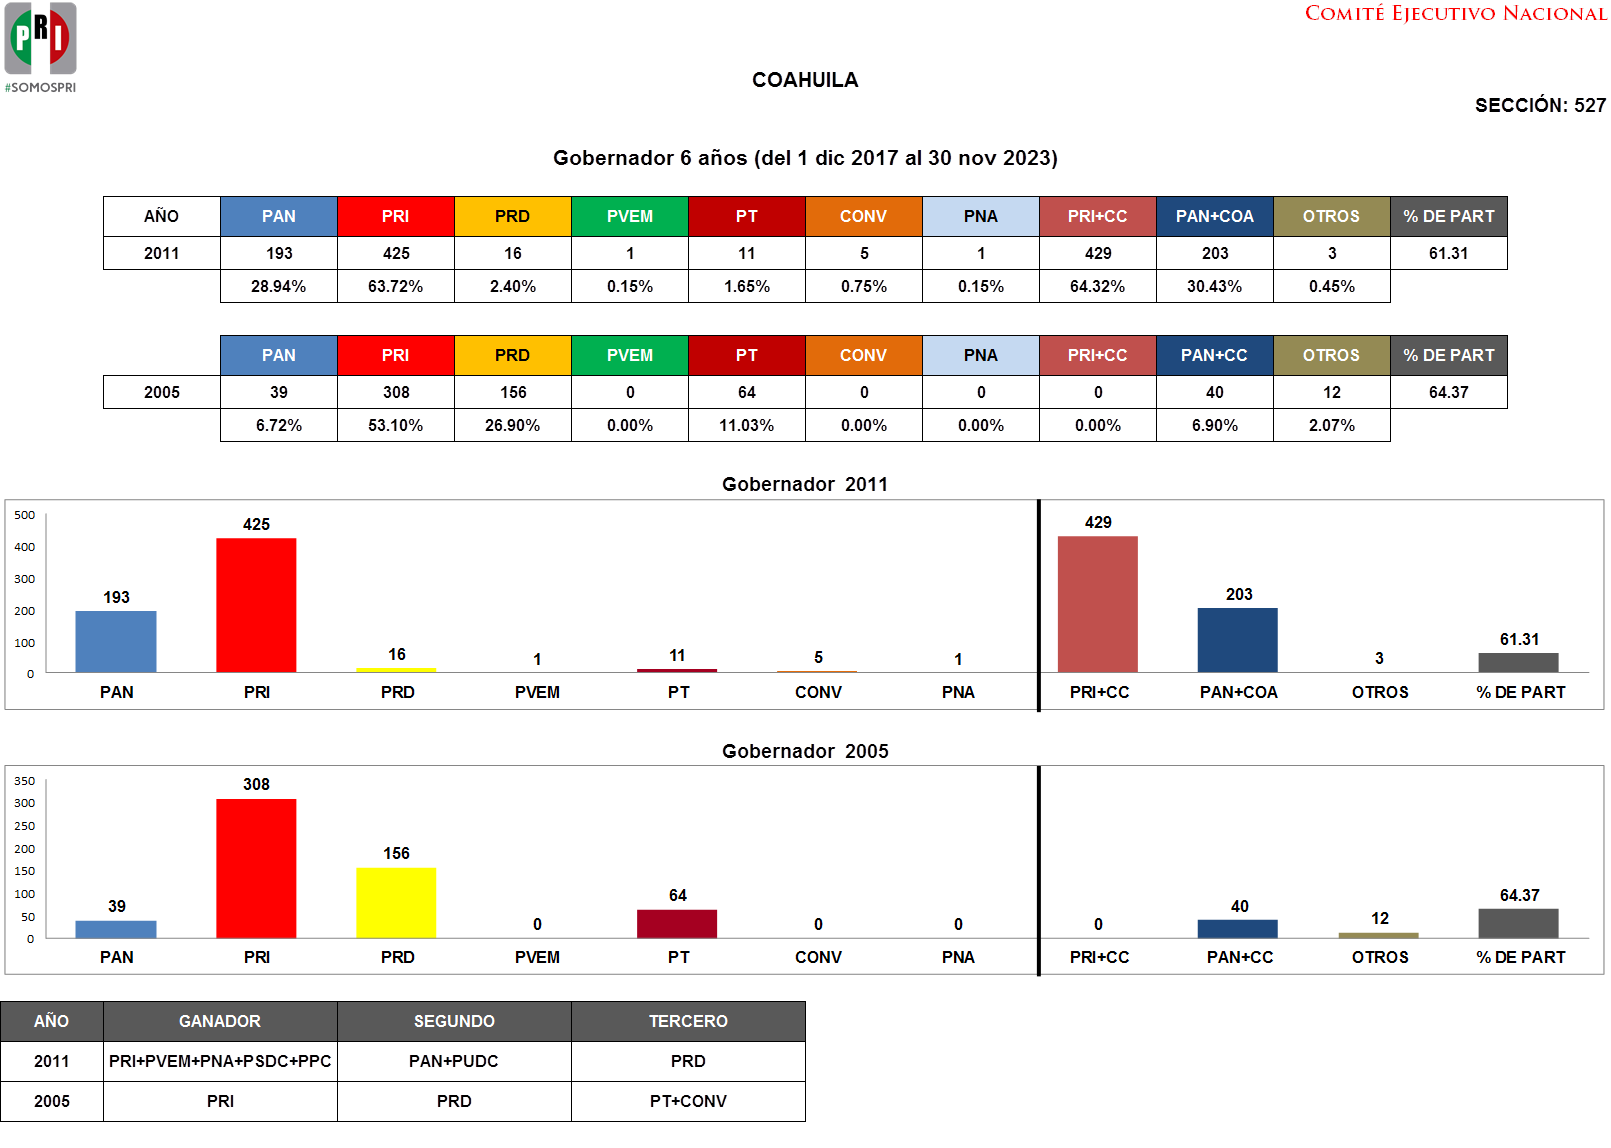 PRI
#SOMOSPRI
COMITÉ EJECUTIVO NACIONAL
COAHUILA
SECCIÓN: 527
Gobernador 6 años (del 1 dic 2017 al 30 nov 2023)
AÑO PAN PRI PRD PVEM PT CONV PNA PRI+CC PAN+COA OTROS % DE PART
2011 193 425 16 1 11 5 1 429 203 3 61.31
28.94% 63.72% 2.40% 0.15% 1.65% 0.75% 0.15% 64.32% 30.43% 0.45%
PAN PRI PRD PVEM PT CONV PNA PRI+CC PAN+CC OTROS % DE PART
2005 39 308 156 0 64 0 0 0 40 12 64.37
6.72% 53.10% 26.90% 0.00% 11.03% 0.00% 0.00% 0.00% 6.90% 2.07%
Gobernador 2011
500
400
300
200
100
0
193 425 16 1 11 5 1 429 203 3 61.31
PAN PRI PRD PVEM PT CONV PNA PRI+CC PAN+COA OTROS % DE PART
Gobernador 2005
350
300
250
200
150
100
50
0
39 308 156 0 64 0 0 0 40 12 64.37
PAN PRI PRD PVEM PT CONV PNA PRI+CC PAN+CC OTROS % DE PART
AÑO GANADOR SEGUNDO TERCERO
2011 PRI+PVEM+PNA+PSDC+PPC PAN+PUDC PRD
2005 PRI PRD PT+CONV